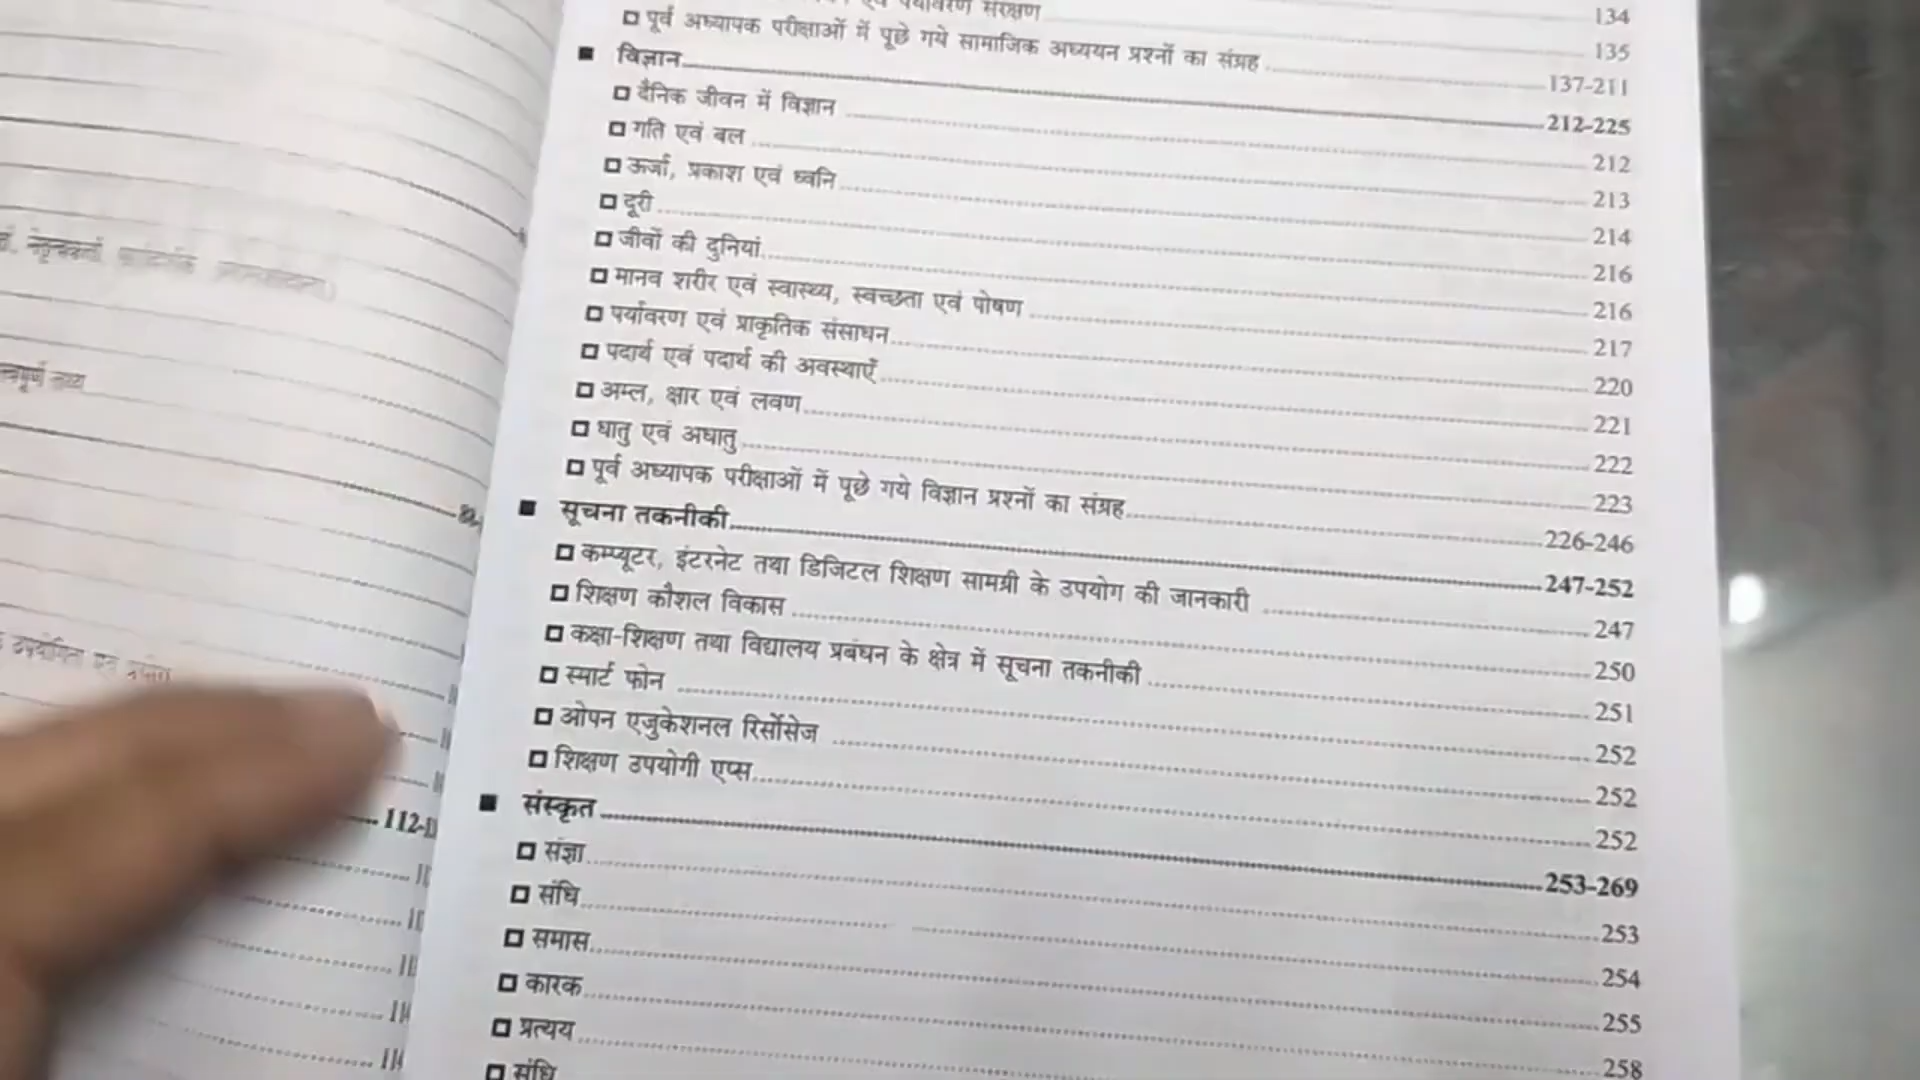 134
एवं पर्यावरण संरक्षण 135
पूर्व अध्यापक परीक्षाओं में पूछे गये सामाजिक अध्ययन प्रश्नों का संग्रह 137-211
विज्ञान 212-225
दैनिक जीवन में विज्ञान 212
गति एवं बल 213
ऊर्जा, प्रकाश एवं ध्वनि 214
दूरी 216
जीवों की दुनियां 216
मानव शरीर एवं स्वास्थ्य, स्वच्छता एवं पोषण 217
पर्यावरण एवं प्राकृतिक संसाधन 220
पदार्थ एवं पदार्थ की अवस्थाएँ 221
अम्ल, क्षार एवं लवण 222
धातु एवं अधातु 223
पूर्व अध्यापक परीक्षाओं में पूछे गये विज्ञान प्रश्नों का संग्रह 226-246
सूचना तकनीकी 247-252
कम्प्यूटर, इंटरनेट तथा डिजिटल शिक्षण सामग्री के उपयोग की जानकारी 247
शिक्षण कौशल विकास 250
कक्षा-शिक्षण तथा विद्यालय प्रबंधन के क्षेत्र में सूचना तकनीकी 251
स्मार्ट फोन 252
ओपन एजुकेशनल रिर्सोसेज 252
शिक्षण उपयोगी एप्स 252
संस्कृत 253-269
संज्ञा 253
संधि 254
समास 255
कारक 258
प्रत्यय
संधि